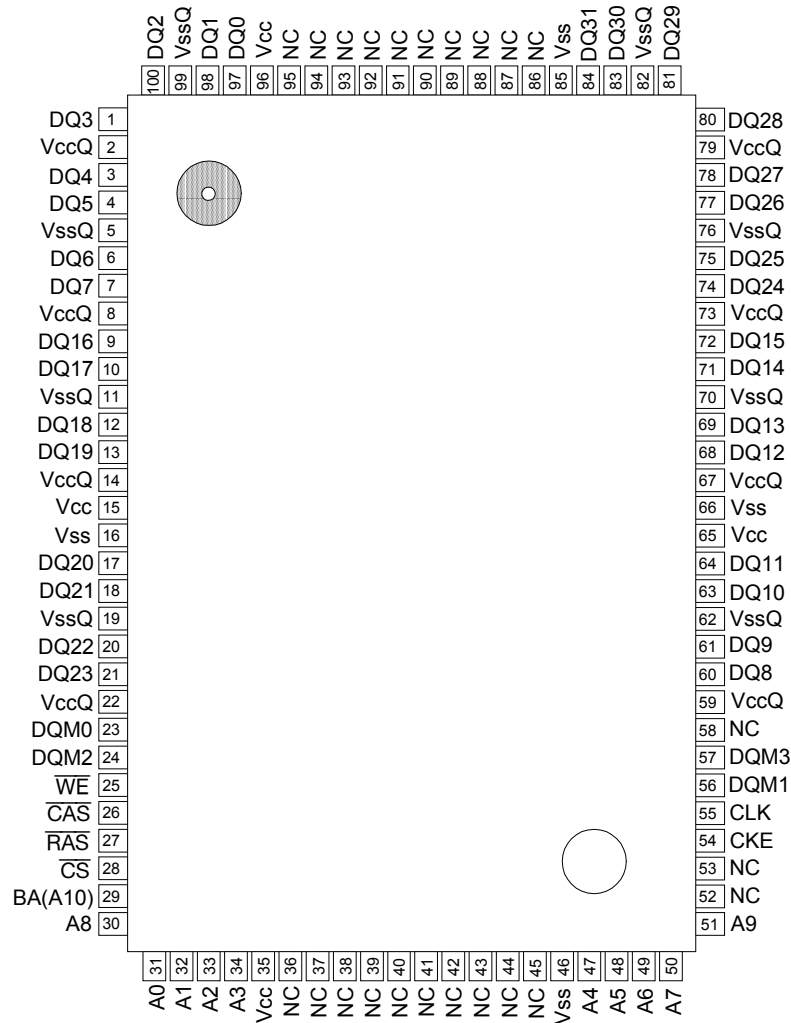 DQ2 VssQ DQ1 DQ0 Vcc NC NC NC NC NC NC NC NC NC NC Vss DQ31 DQ30 VssQ DQ29
100 99 98 97 96 95 94 93 92 91 90 89 88 87 86 85 84 83 82 81
DQ3 1 80 DQ28
VccQ 2 79 VccQ
DQ4 3 78 DQ27
DQ5 4 77 DQ26
VssQ 5 76 VssQ
DQ6 6 75 DQ25
DQ7 7 74 DQ24
VccQ 8 73 VccQ
DQ16 9 72 DQ15
DQ17 10 71 DQ14
VssQ 11 70 VssQ
DQ18 12 69 DQ13
DQ19 13 68 DQ12
VccQ 14 67 VccQ
Vcc 15 66 Vss
Vss 16 65 Vcc
DQ20 17 64 DQ11
DQ21 18 63 DQ10
VssQ 19 62 VssQ
DQ22 20 61 DQ9
DQ23 21 60 DQ8
VccQ 22 59 VccQ
DQM0 23 58 NC
DQM2 24 57 DQM3
W̅E̅ 25 56 DQM1
C̅A̅S̅ 26 55 CLK
R̅A̅S̅ 27 54 CKE
C̅S̅ 28 53 NC
BA(A10) 29 52 NC
A8 30 51 A9
31 32 33 34 35 36 37 38 39 40 41 42 43 44 45 46 47 48 49 50
A0 A1 A2 A3 Vcc NC NC NC NC NC NC NC NC NC NC Vss A4 A5 A6 A7